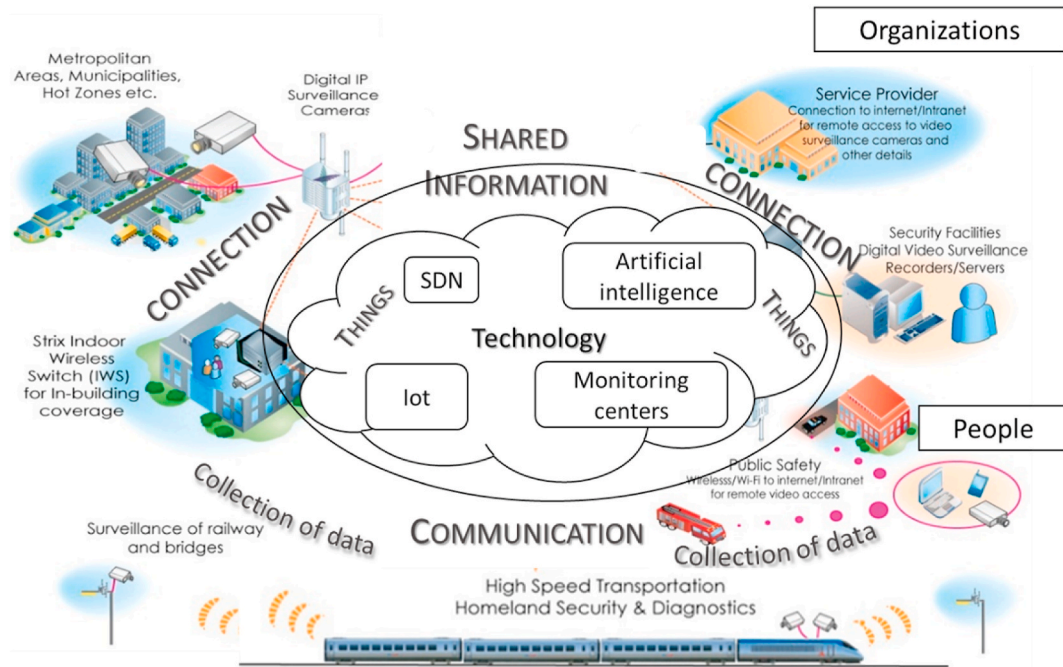 Organizations
Metropolitan
Areas, Municipalities,
Hot Zones etc.
Digital IP
Surveillance
Cameras
Service Provider
Connection to internet/Intranet
for remote access to video
surveillance cameras and
other details
SHARED
INFORMATION
CONNECTION
CONNECTION
Security Facilities
Digital Video Surveillance
Recorders/Servers
SDN
Artificial
intelligence
THINGS
THINGS
Technology
Strix Indoor
Wireless
Switch (IWS)
for In-building
coverage
Iot
Monitoring
centers
People
Public Safety
Wireless/Wi-Fi to internet/Intranet
for remote video access
Collection of data
COMMUNICATION
Collection of data
Surveillance of railway
and bridges
High Speed Transportation
Homeland Security & Diagnostics